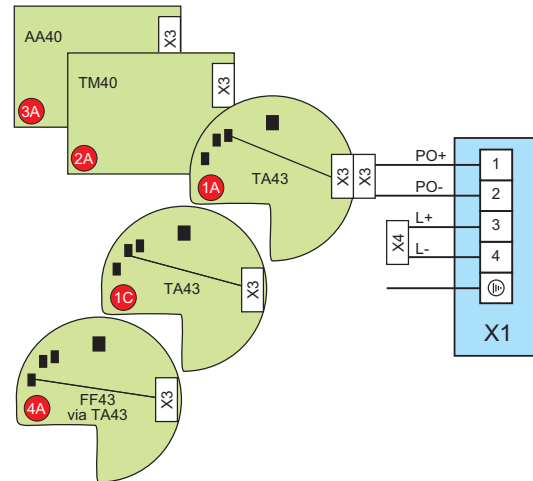 AA40
X3
3A
TM40
X3
2A
1A
TA43
X3
X3
PO+
PO-
L+
L-
X4
1
2
3
4
X1
1C
TA43
X3
4A
FF43
via TA43
X3